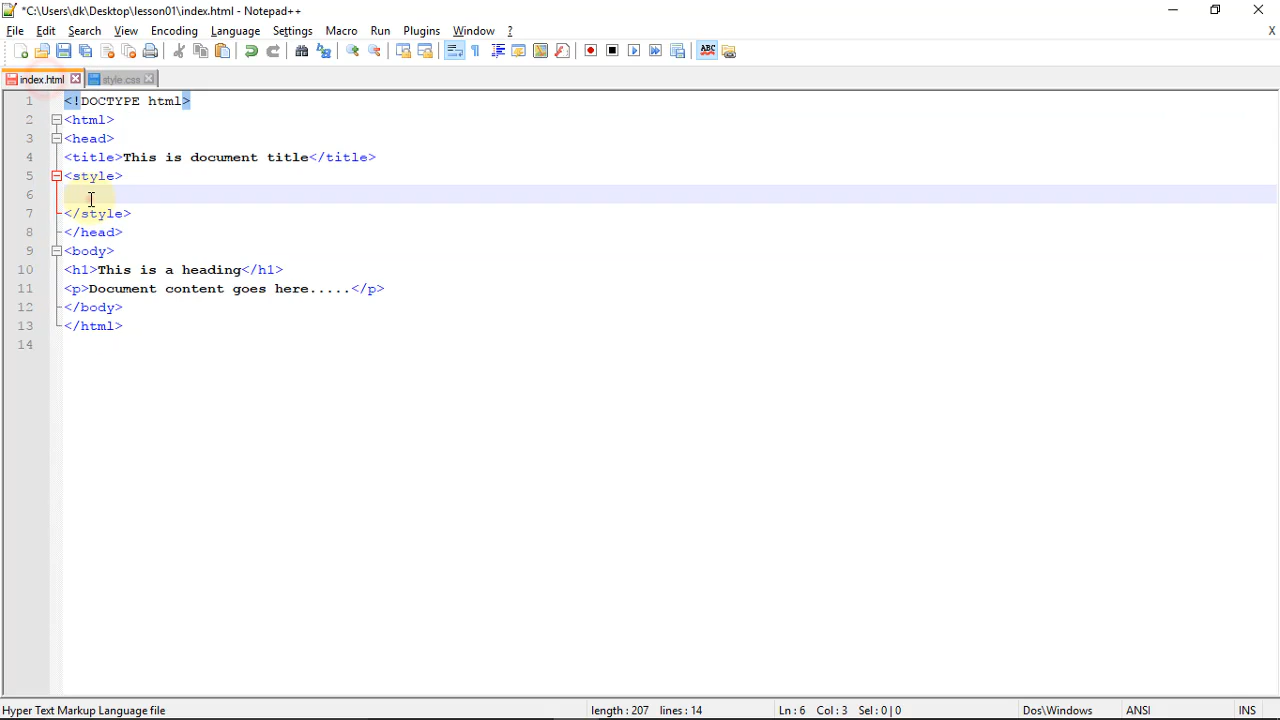 *C:\Users\dk\Desktop\lesson01\index.html - Notepad++
File Edit Search View Encoding Language Settings Macro Run Plugins Window ? X
ABC
index.html style.css
1 <!DOCTYPE html>
2 <html>
3 <head>
4 <title>This is document title</title>
5 <style>
6
7 </style>
8 </head>
9 <body>
10 <h1>This is a heading</h1>
11 <p>Document content goes here.....</p>
12 </body>
13 </html>
14
Hyper Text Markup Language file length : 207 lines : 14 Ln : 6 Col : 3 Sel : 0 | 0 Dos\Windows ANSI INS